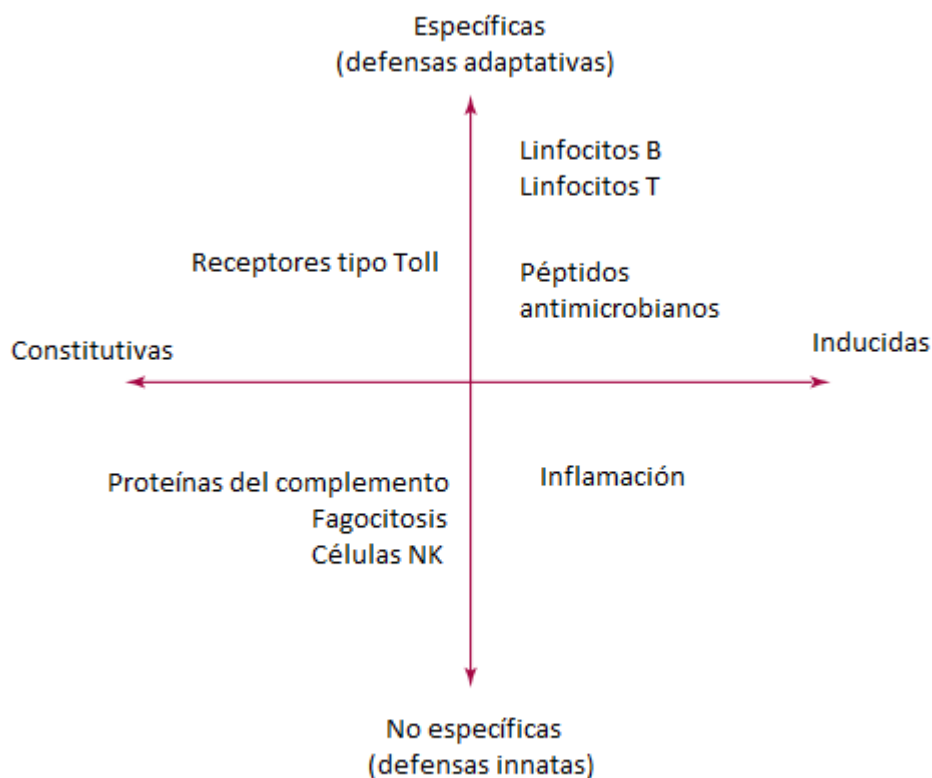 Específicas
(defensas adaptativas)
Linfocitos B
Linfocitos T
Receptores tipo Toll
Péptidos
antimicrobianos
Constitutivas
Inducidas
Proteínas del complemento
Fagocitosis
Células NK
Inflamación
No específicas
(defensas innatas)